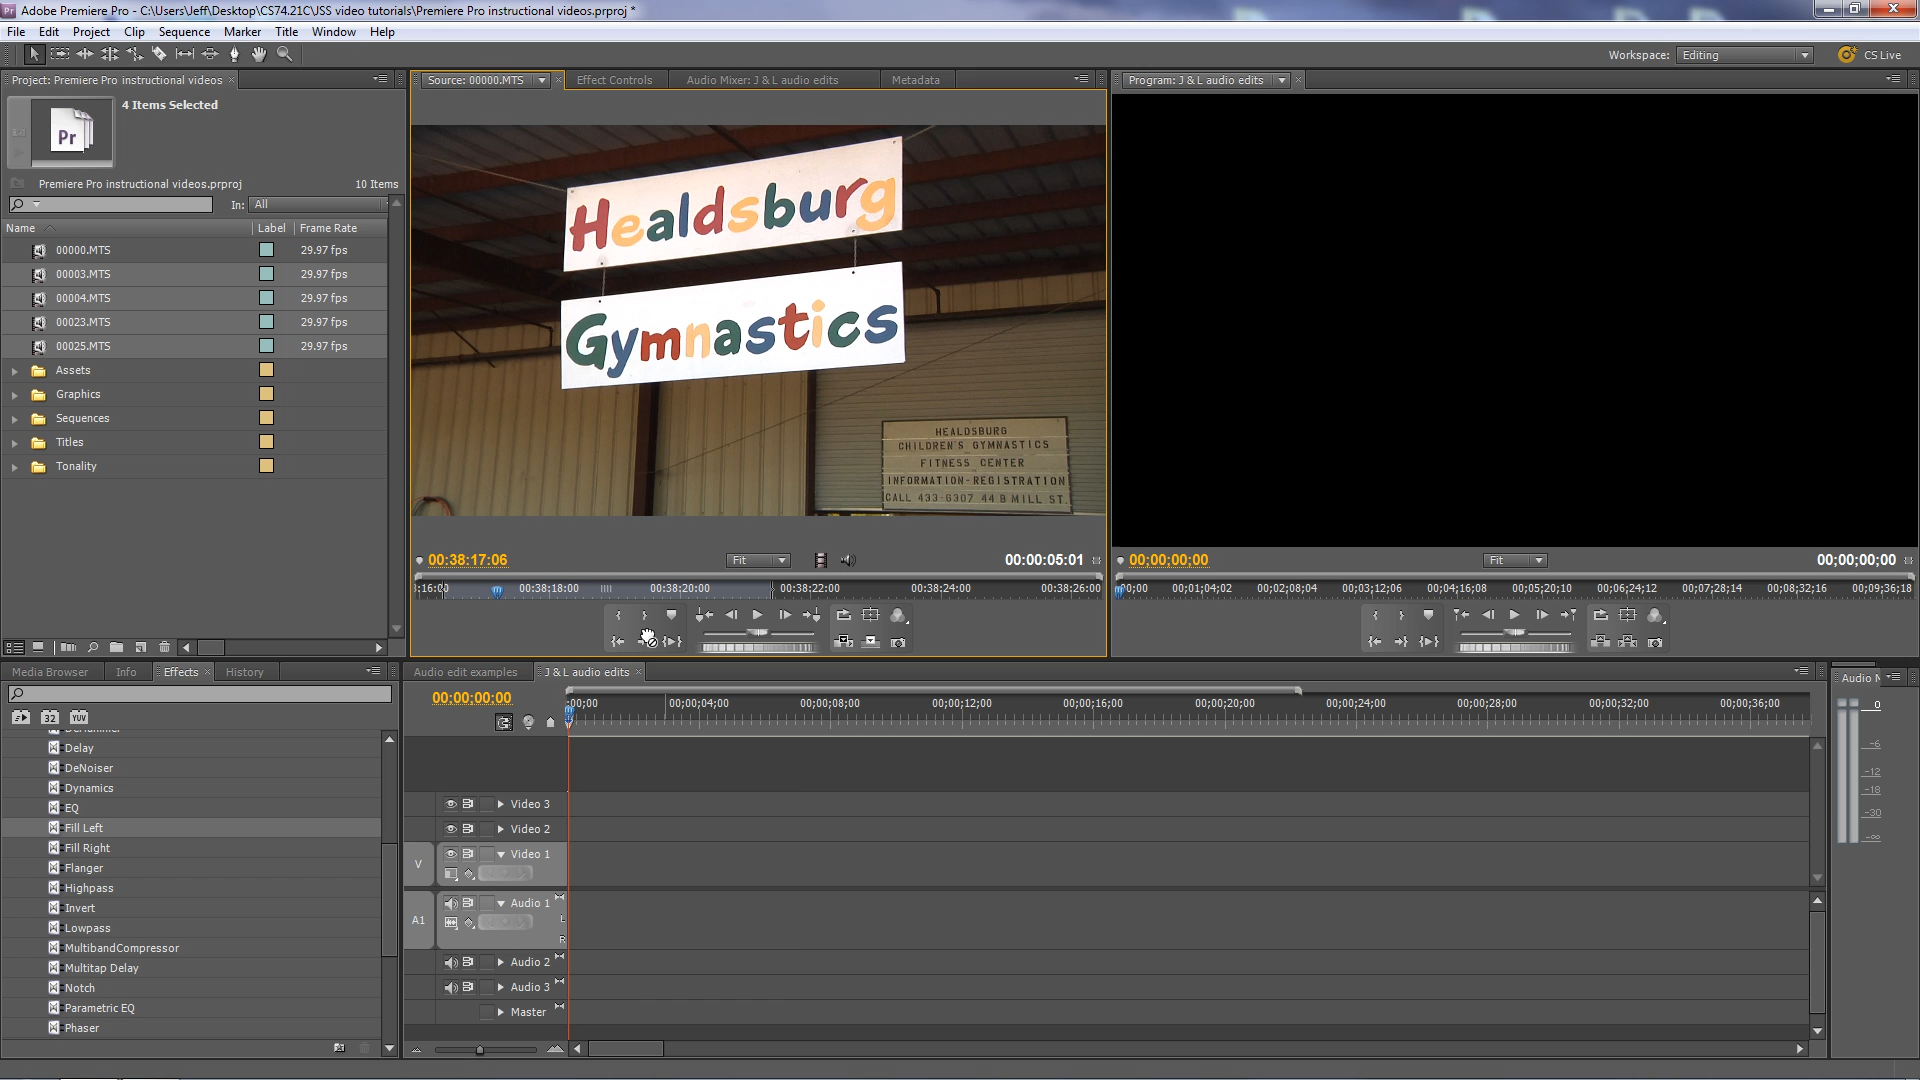 Adobe Premiere Pro - C:\Users\Jeff\Desktop\CS74.21C\JSS video tutorials\Premiere Pro instructional videos.prproj *
File Edit Project Clip Sequence Marker Title Window Help
Workspace: Editing CS Live
Project: Premiere Pro instructional videos
4 Items Selected
Pr
Premiere Pro instructional videos.prproj 10 Items
In: All
Name Label Frame Rate
00000.MTS 29.97 fps
00003.MTS 29.97 fps
00004.MTS 29.97 fps
00023.MTS 29.97 fps
00025.MTS 29.97 fps
Assets
Graphics
Sequences
Titles
Tonality
Source: 00000.MTS Effect Controls Audio Mixer: J & L audio edits Metadata
Healdsburg
Gymnastics
HEALDSBURG
CHILDREN'S GYMNASTICS
FITNESS CENTER
INFORMATION-REGISTRATION
CALL 433-6307 44 B MILL ST.
00:38:17:06 Fit 00:00:05:01
00:38:18:00 00:38:20:00 00:38:22:00 00:38:24:00 00:38:26:00
Program: J & L audio edits
00;00;00;00 Fit 00;00;00;00
00;01;04;02 00;02;08;04 00;03;12;06 00;04;16;08 00;05;20;10 00;06;24;12 00;07;28;14 00;08;32;16 00;09;36;18
Media Browser Info Effects History
32 YUV
Delay
DeNoiser
Dynamics
EQ
Fill Left
Fill Right
Flanger
Highpass
Invert
Lowpass
MultibandCompressor
Multitap Delay
Notch
Parametric EQ
Phaser
Audio edit examples J & L audio edits
00;00;00;00
;00;00 00;00;04;00 00;00;08;00 00;00;12;00 00;00;16;00 00;00;20;00 00;00;24;00 00;00;28;00 00;00;32;00 00;00;36;00
Video 3
Video 2
V Video 1
A1 Audio 1
L
R
Audio 2
Audio 3
Master
Audio M
0
-6
-12
-18
-30
-∞